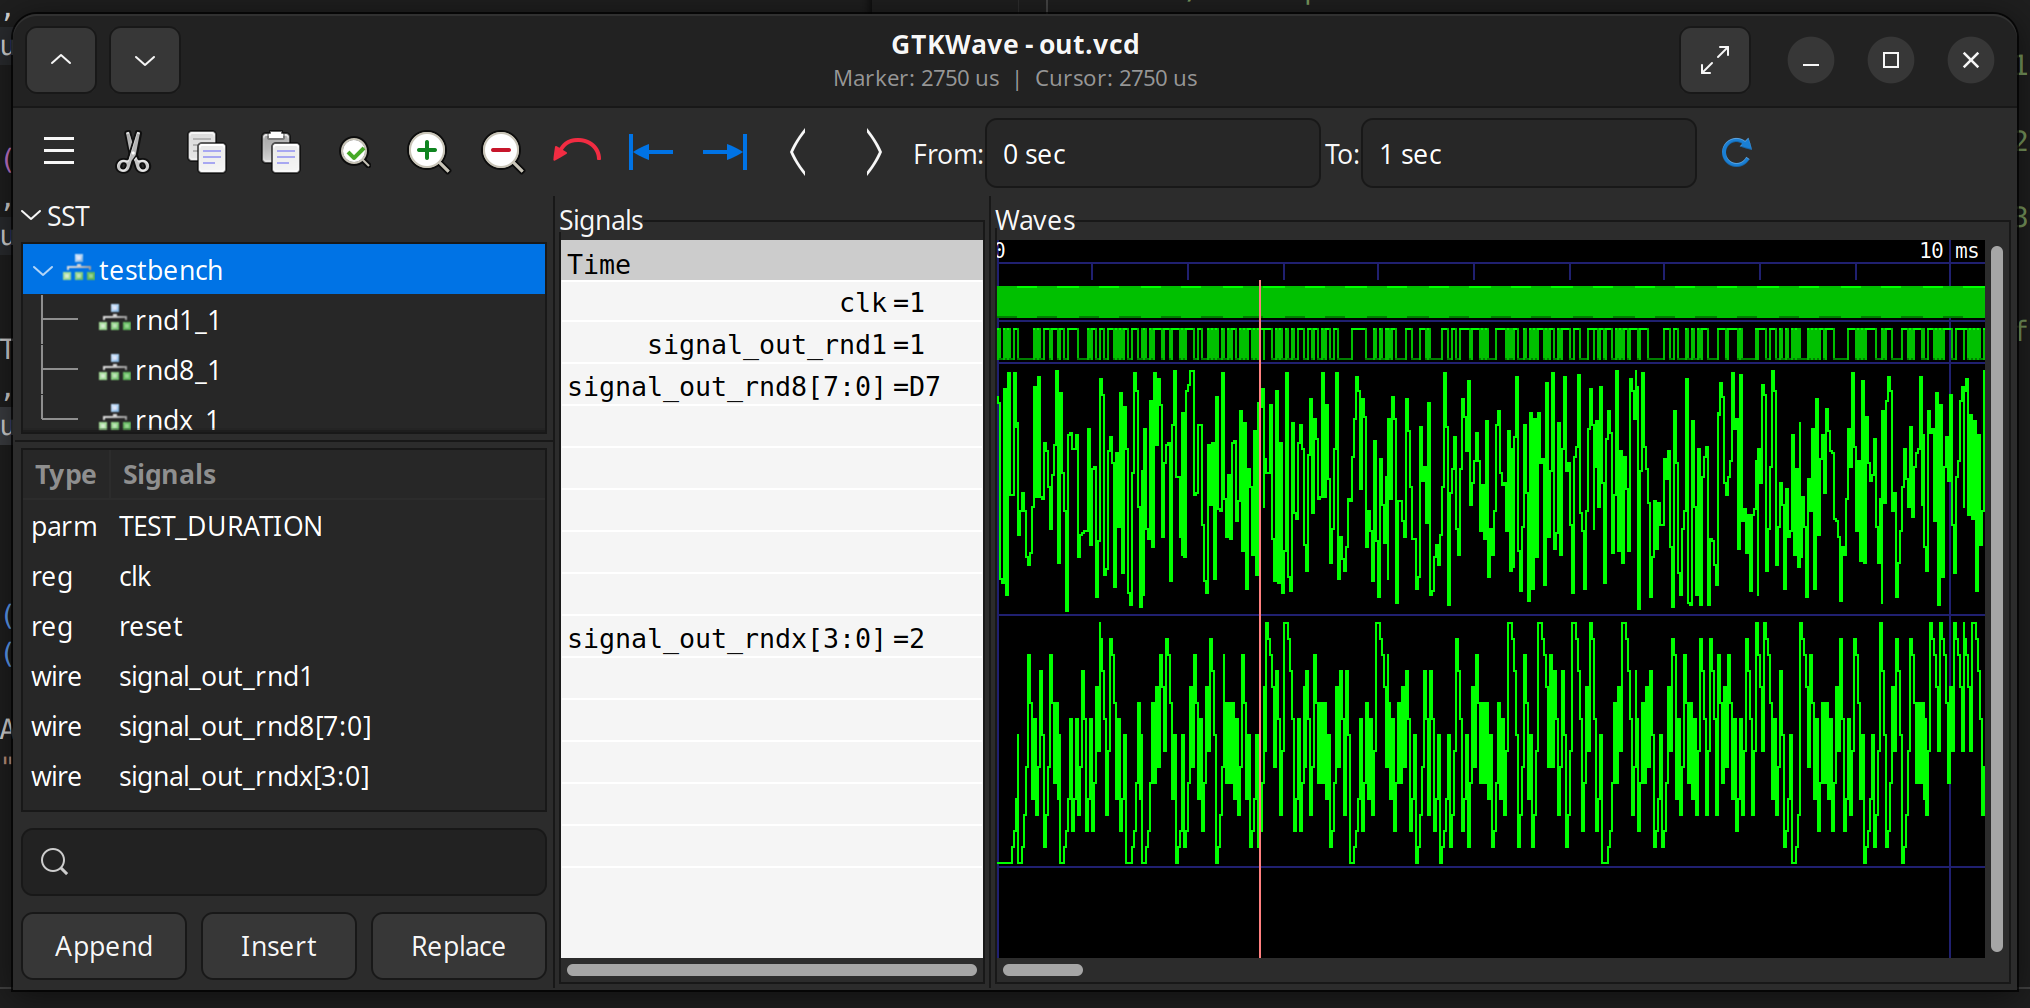 GTKWave - out.vcd
Marker: 2750 us | Cursor: 2750 us
From: 0 sec To: 1 sec
SST
testbench
rnd1_1
rnd8_1
rndx_1
Type Signals
parm TEST_DURATION
reg clk
reg reset
wire signal_out_rnd1
wire signal_out_rnd8[7:0]
wire signal_out_rndx[3:0]
Append Insert Replace
Signals
Time
clk =1
signal_out_rnd1 =1
signal_out_rnd8[7:0] =D7
signal_out_rndx[3:0] =2
Waves
0 10 ms